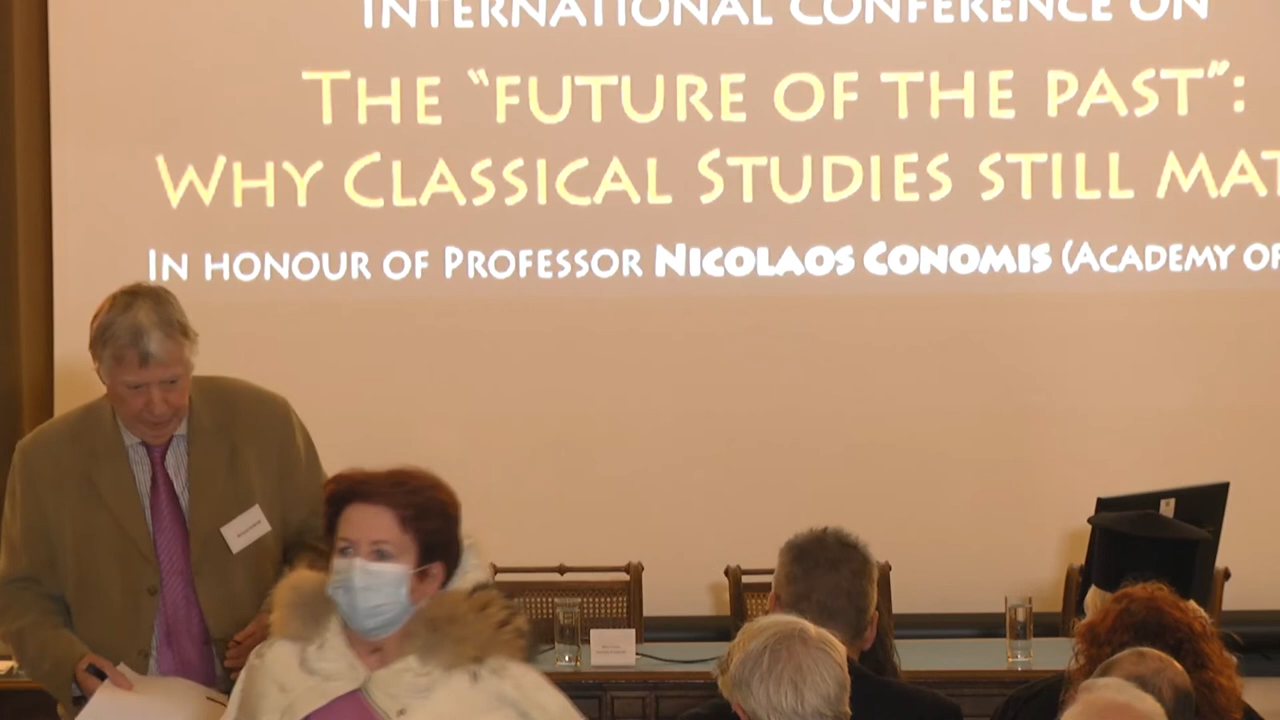 INTERNATIONAL CONFERENCE ON
THE “FUTURE OF THE PAST”:
WHY CLASSICAL STUDIES STILL MAT
IN HONOUR OF PROFESSOR NICOLAOS CONOMIS (ACADEMY OF